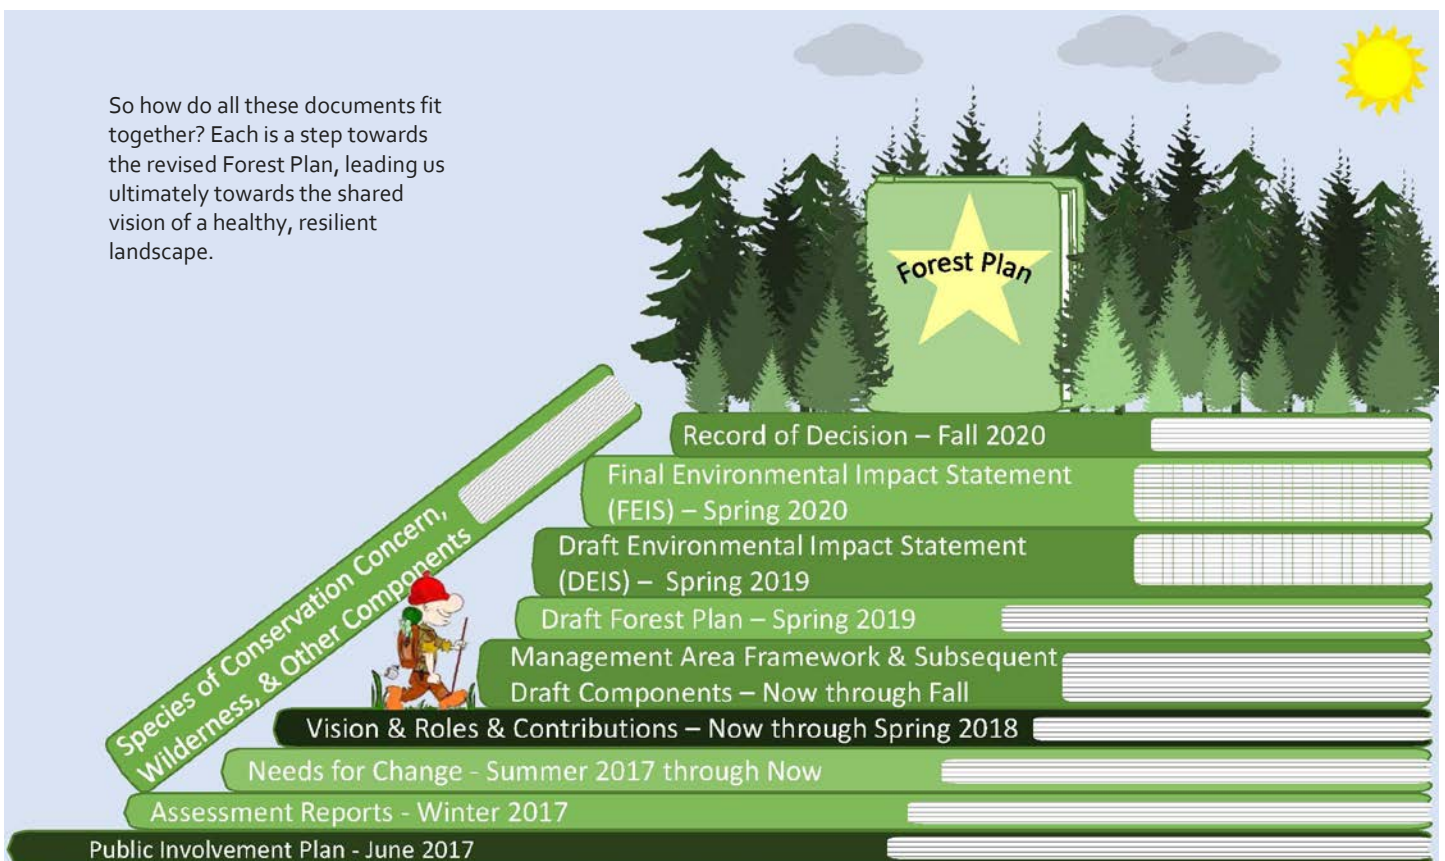 So how do all these documents fit
together? Each is a step towards
the revised Forest Plan, leading us
ultimately towards the shared
vision of a healthy, resilient
landscape.
Forest Plan
Record of Decision – Fall 2020
Final Environmental Impact Statement
(FEIS) – Spring 2020
Draft Environmental Impact Statement
(DEIS) – Spring 2019
Draft Forest Plan – Spring 2019
Management Area Framework & Subsequent
Draft Components – Now through Fall
Species of Conservation Concern,
Wilderness, & Other Components
Vision & Roles & Contributions – Now through Spring 2018
Needs for Change - Summer 2017 through Now
Assessment Reports - Winter 2017
Public Involvement Plan - June 2017